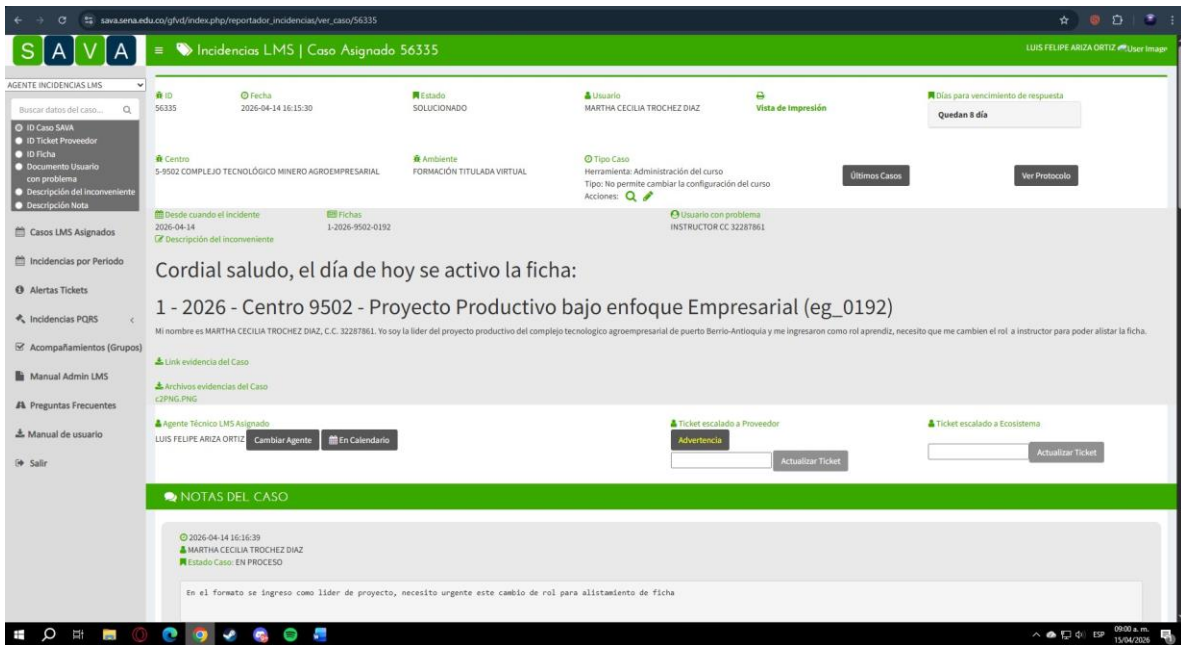 sava.sena.edu.co/gfvd/index.php/reportador_incidencias/ver_caso/56335
SAVA
Incidencias LMS | Caso Asignado 56335
LUIS FELIPE ARIZA ORTIZ User Image
AGENTE INCIDENCIAS LMS
Buscar datos del caso...
ID Caso SAVA
ID Ticket Proveedor
ID Ficha
Documento Usuario
con problema
Descripción del inconveniente
Descripción Nota
Casos LMS Asignados
Incidencias por Periodo
Alertas Tickets
Incidencias PQRS
Acompañamientos (Grupos)
Manual Admin LMS
Preguntas Frecuentes
Manual de usuario
Salir
ID
56335
Fecha
2026-04-14 16:15:30
Estado
SOLUCIONADO
Usuario
MARTHA CECILIA TROCHEZ DIAZ
Vista de Impresión
Días para vencimiento de respuesta
Quedan 8 día
Centro
5-9502 COMPLEJO TECNOLÓGICO MINERO AGROEMPRESARIAL
Ambiente
FORMACIÓN TITULADA VIRTUAL
Tipo Caso
Herramienta: Administración del curso
Tipo: No permite cambiar la configuración del curso
Acciones:
Últimos Casos
Ver Protocolo
Desde cuando el incidente
2026-04-14
Fichas
1-2026-9502-0192
Usuario con problema
INSTRUCTOR CC 32287861
Descripción del inconveniente
Cordial saludo, el día de hoy se activo la ficha:
1 - 2026 - Centro 9502 - Proyecto Productivo bajo enfoque Empresarial (eg_0192)
Mi nombre es MARTHA CECILIA TROCHEZ DIAZ, C.C. 32287861. Yo soy la lider del proyecto productivo del complejo tecnologico agroempresarial de puerto Berrio-Antioquia y me ingresaron como rol aprendiz, necesito que me cambien el rol a instructor para poder alistar la ficha.
Link evidencia del Caso
Archivos evidencias del Caso
c2PNG.PNG
Agente Técnico LMS Asignado
LUIS FELIPE ARIZA ORTIZ
Cambiar Agente
En Calendario
Ticket escalado a Proveedor
Advertencia
Actualizar Ticket
Ticket escalado a Ecosistema
Actualizar Ticket
NOTAS DEL CASO
2026-04-14 16:16:39
MARTHA CECILIA TROCHEZ DIAZ
Estado Caso: EN PROCESO
En el formato se ingreso como lider de proyecto, necesito urgente este cambio de rol para alistamiento de ficha
ESP
09:00 a. m.
15/04/2026